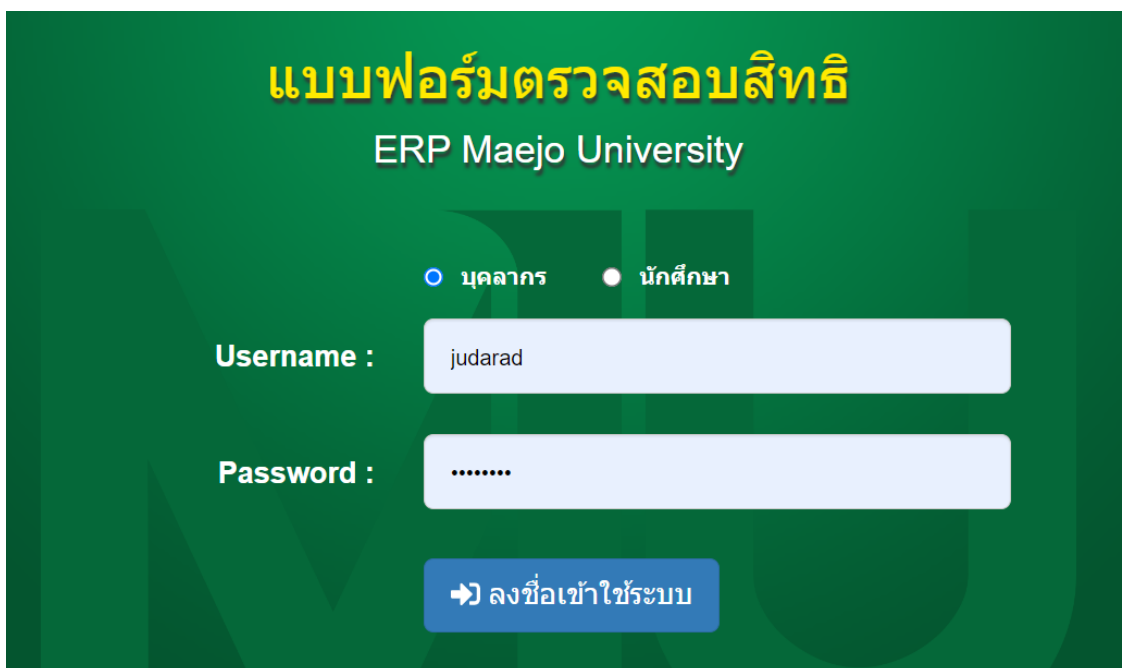 แบบฟอร์มตรวจสอบสิทธิ
ERP Maejo University
บุคลากร นักศึกษา
Username : judarad
Password : ••••••••
ลงชื่อเข้าใช้ระบบ